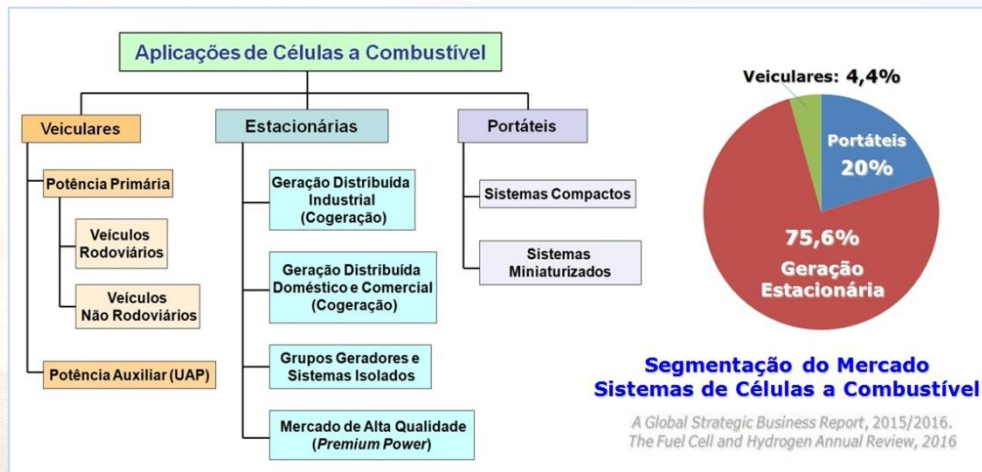 Aplicações de Células a Combustível
Veiculares
Potência Primária
Veículos
Rodoviários
Veículos
Não Rodoviários
Potência Auxiliar (UAP)
Estacionárias
Geração Distribuída
Industrial
(Cogeração)
Geração Distribuída
Doméstico e Comercial
(Cogeração)
Grupos Geradores e
Sistemas Isolados
Mercado de Alta Qualidade
(Premium Power)
Portáteis
Sistemas Compactos
Sistemas
Miniaturizados
Veiculares: 4,4%
Portáteis
20%
75,6%
Geração
Estacionária
Segmentação do Mercado
Sistemas de Células a Combustível
A Global Strategic Business Report, 2015/2016.
The Fuel Cell and Hydrogen Annual Review, 2016